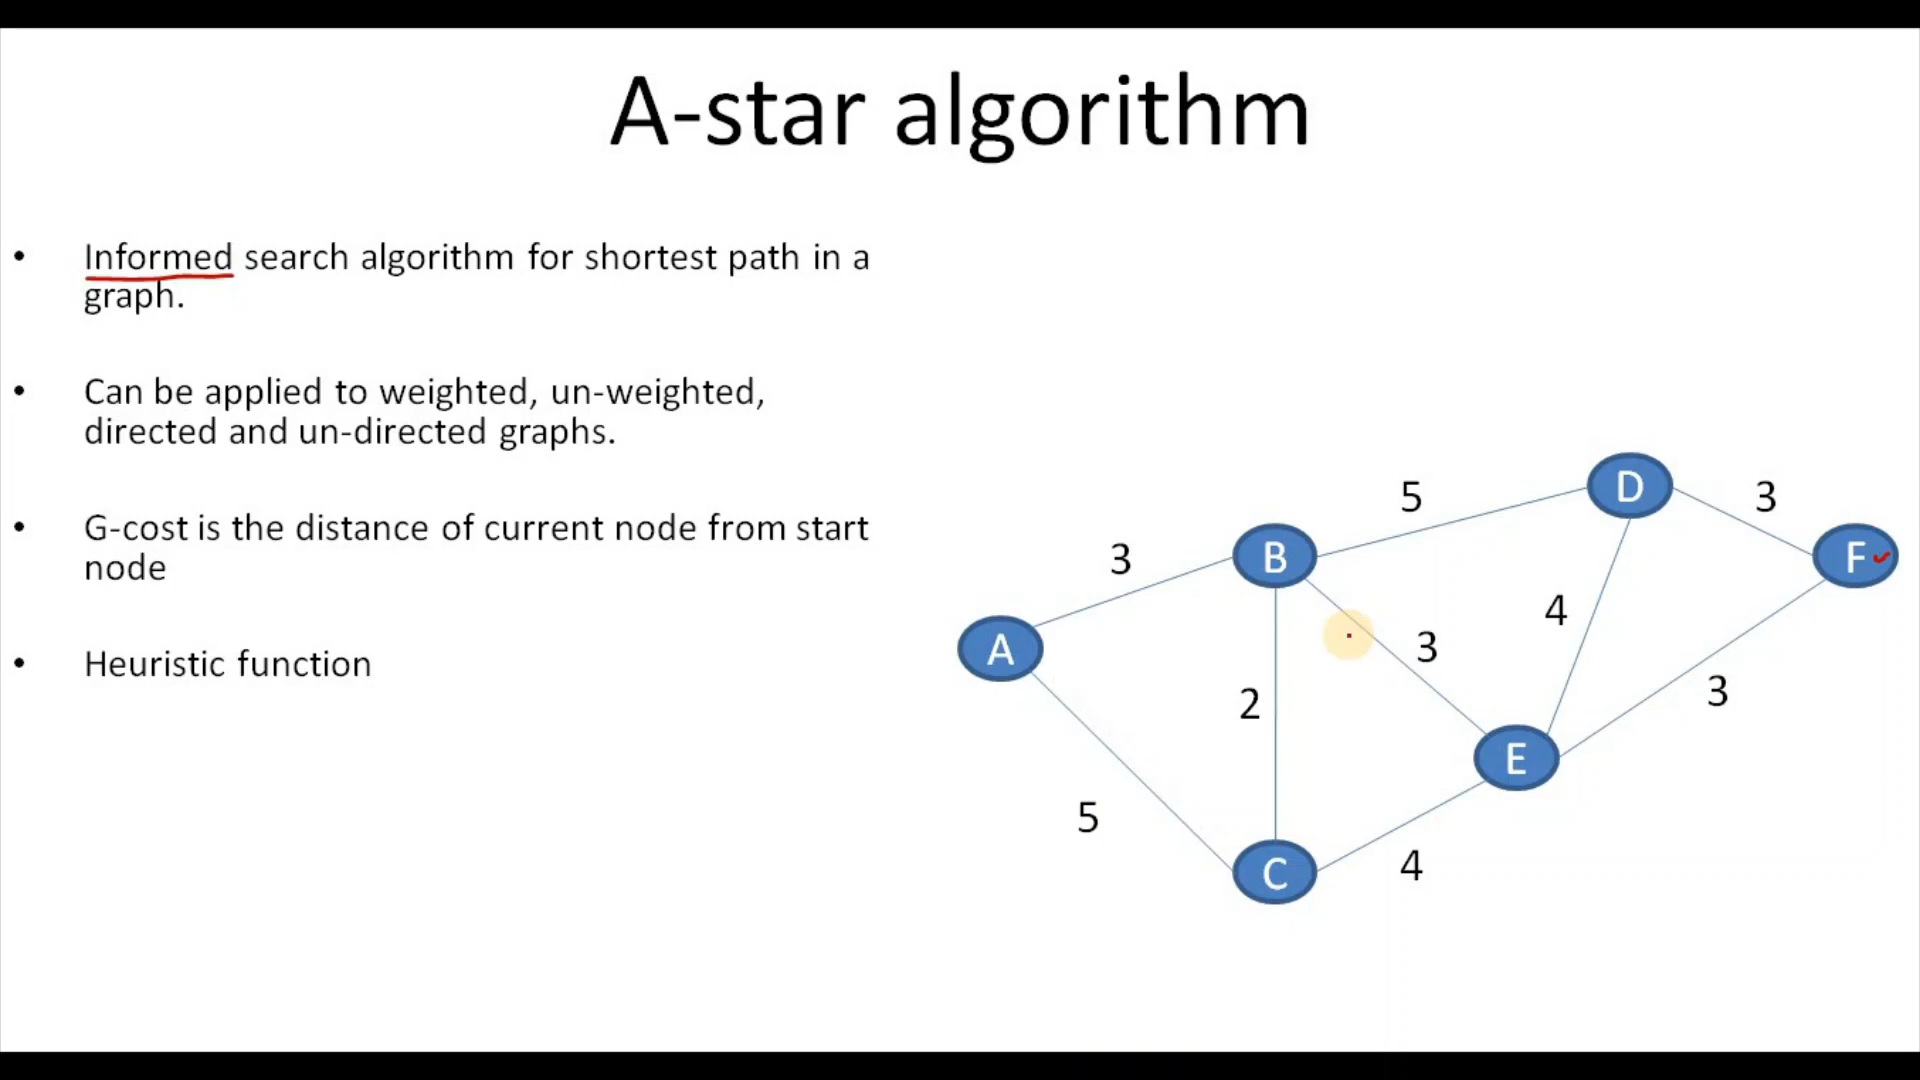 A-star algorithm
• Informed search algorithm for shortest path in a
graph.
• Can be applied to weighted, un-weighted,
directed and un-directed graphs.
• G-cost is the distance of current node from start
node
• Heuristic function
D
5
3
B
F
3
4
A
3
2
3
E
5
4
C